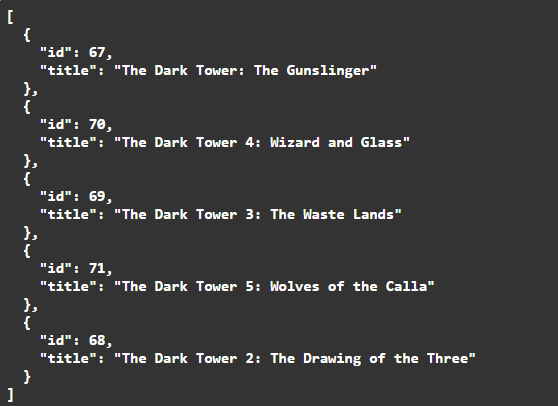 [
  {
    "id": 67,
    "title": "The Dark Tower: The Gunslinger"
  },
  {
    "id": 70,
    "title": "The Dark Tower 4: Wizard and Glass"
  },
  {
    "id": 69,
    "title": "The Dark Tower 3: The Waste Lands"
  },
  {
    "id": 71,
    "title": "The Dark Tower 5: Wolves of the Calla"
  },
  {
    "id": 68,
    "title": "The Dark Tower 2: The Drawing of the Three"
  }
]